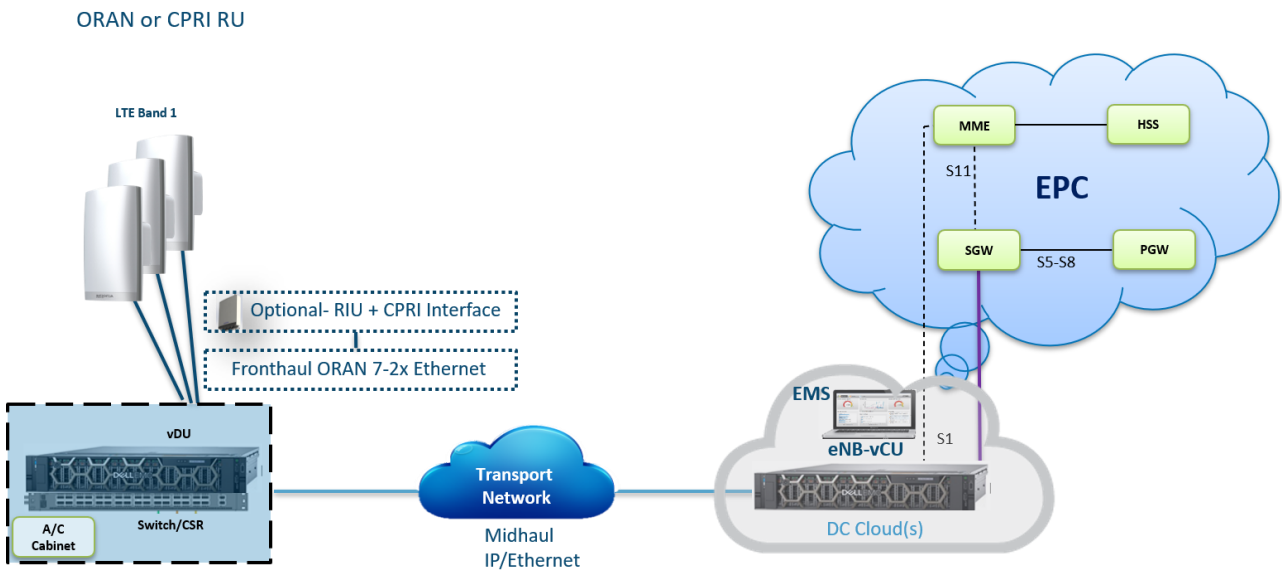 ORAN or CPRI RU
LTE Band 1
MME
HSS
S11
EPC
SGW
S5-S8
PGW
Optional- RIU + CPRI Interface
Fronthaul ORAN 7-2x Ethernet
EMS
eNB-vCU
S1
vDU
DELL
Switch/CSR
A/C
Cabinet
Transport
Network
Midhaul
IP/Ethernet
DELL
DC Cloud(s)